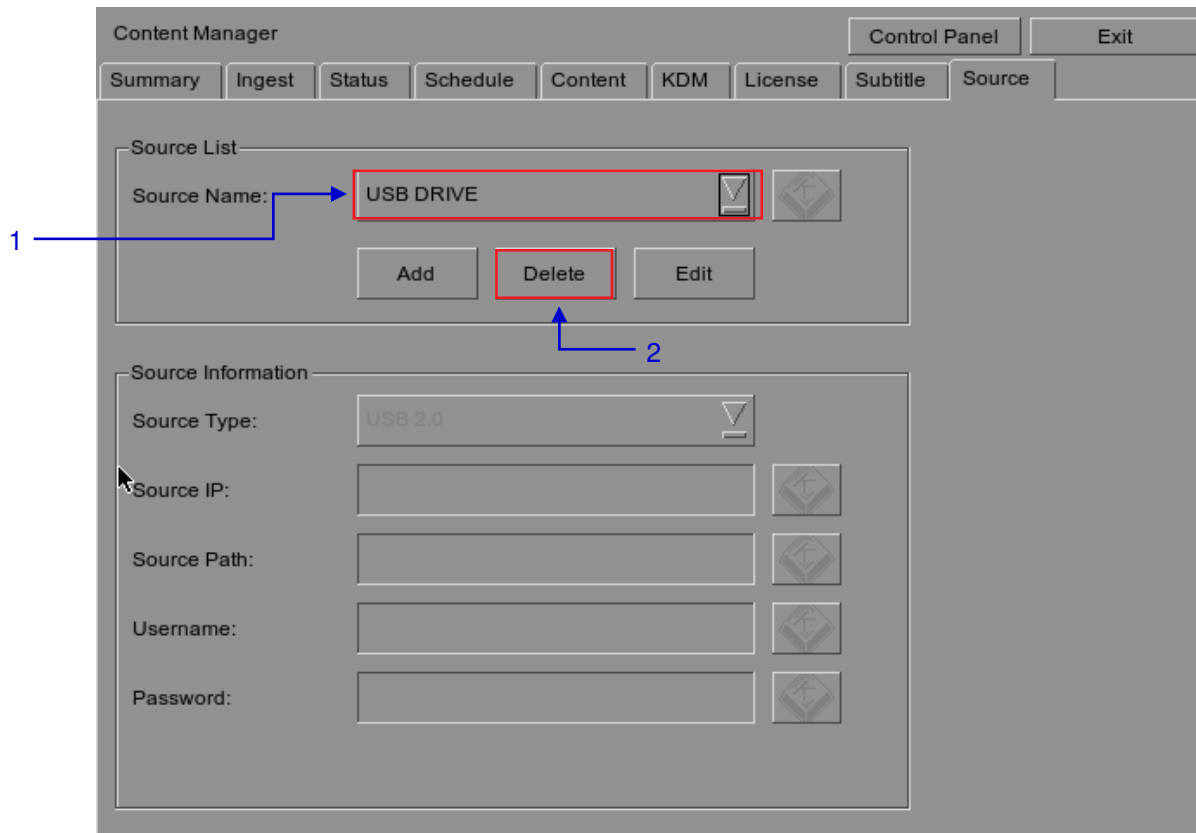 Content Manager
Control Panel
Exit
Summary Ingest Status Schedule Content KDM License Subtitle Source
Source List
Source Name: USB DRIVE
1
Add Delete Edit
2
Source Information
Source Type: USB 2.0
Source IP:
Source Path:
Username:
Password: